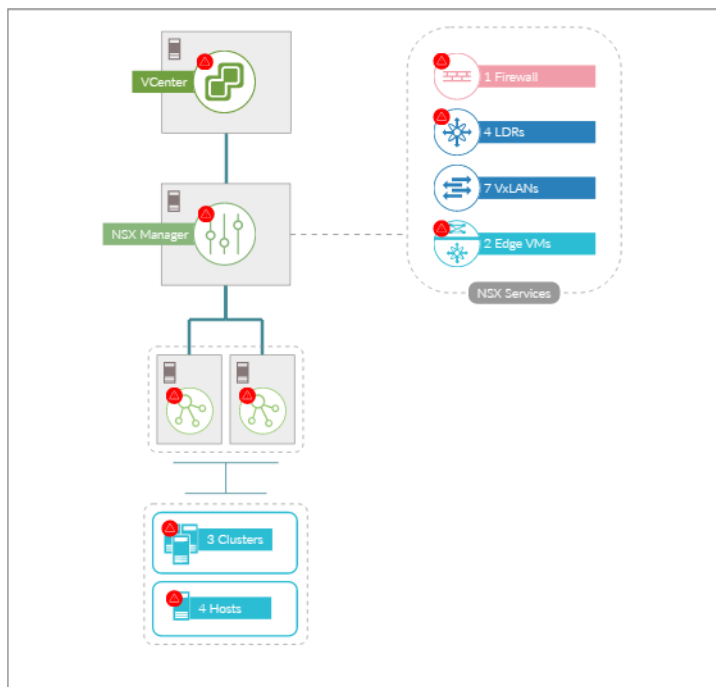 VCenter
1 Firewall
4 LDRs
7 VxLANs
NSX Manager
2 Edge VMs
NSX Services
3 Clusters
4 Hosts